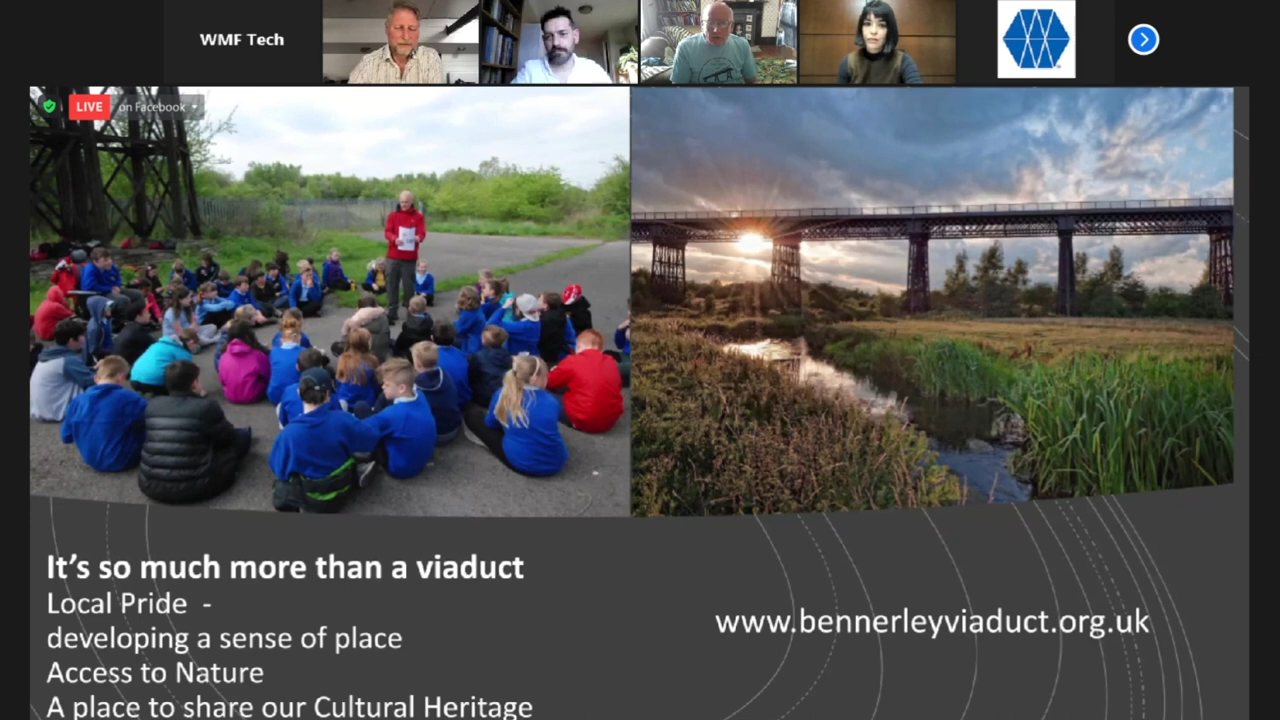 WMF Tech
LIVE on Facebook
It's so much more than a viaduct
Local Pride -
developing a sense of place
Access to Nature
A place to share our Cultural Heritage
www.bennerleyviaduct.org.uk